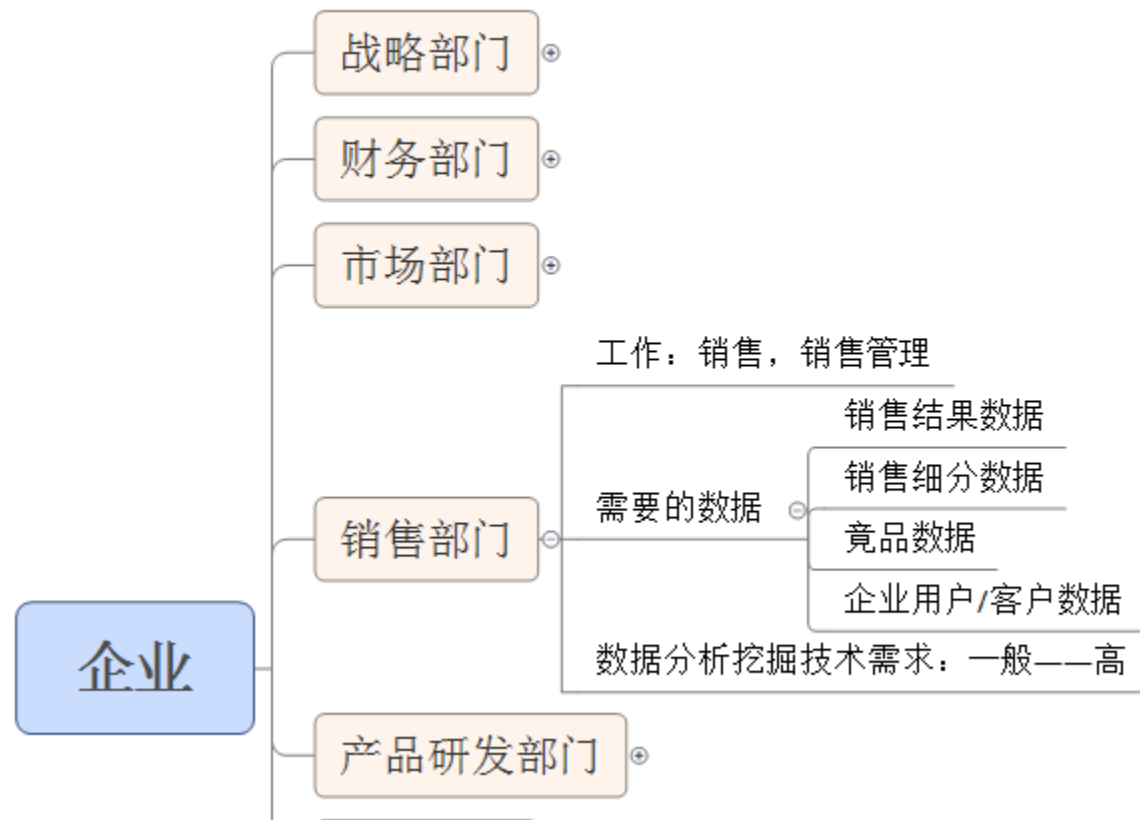 战略部门
财务部门
市场部门
工作：销售，销售管理
销售结果数据
销售细分数据
需要的数据
竟品数据
销售部门
企业用户/客户数据
企业
数据分析挖掘技术需求：一般——高
产品研发部门